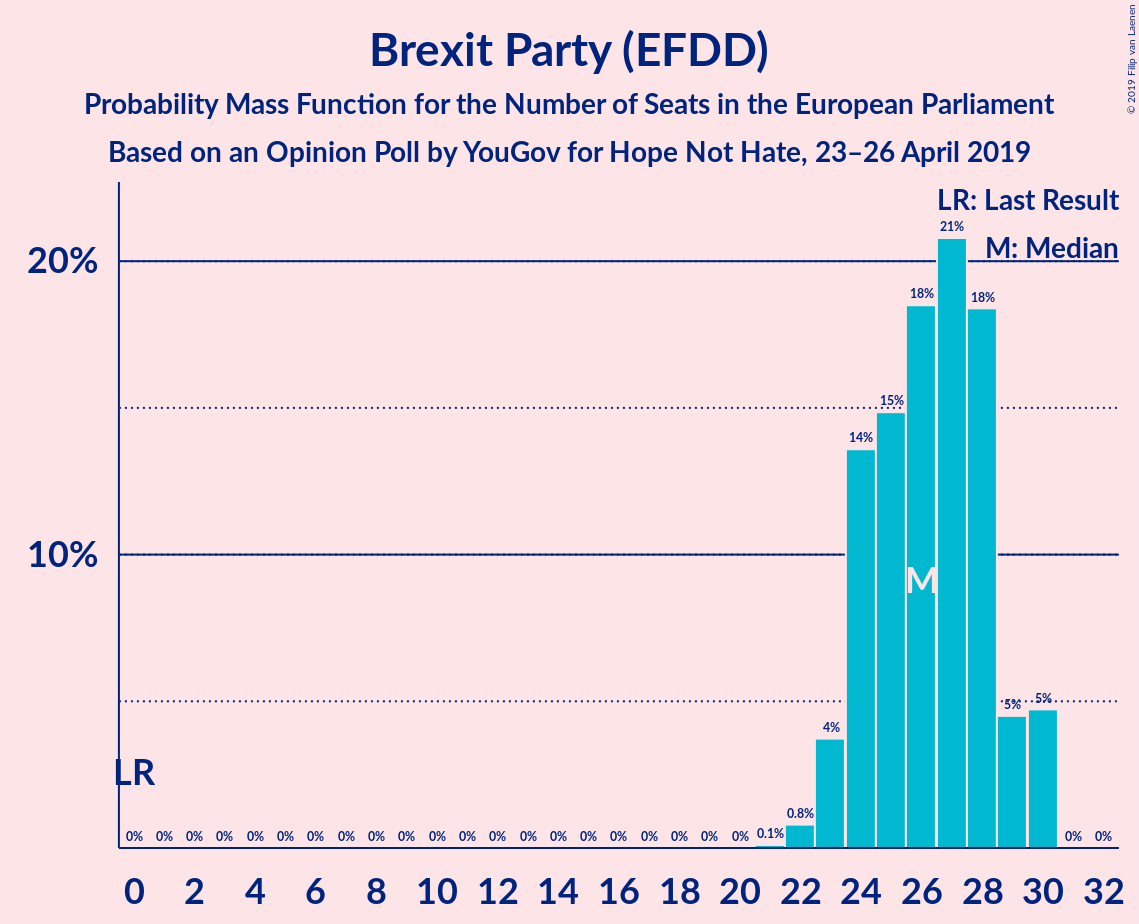 Brexit Party (EFDD)
Probability Mass Function for the Number of Seats in the European Parliament
Based on an Opinion Poll by YouGov for Hope Not Hate, 23–26 April 2019
© 2019 Filip van Laenen
LR: Last Result
M: Median
20%
10%
21%
18%
18%
15%
14%
M
5%
5%
4%
LR
0% 0% 0% 0% 0% 0% 0% 0% 0% 0% 0% 0% 0% 0% 0% 0% 0% 0% 0% 0% 0% 0.1% 0.8% 0% 0%
0 2 4 6 8 10 12 14 16 18 20 22 24 26 28 30 32